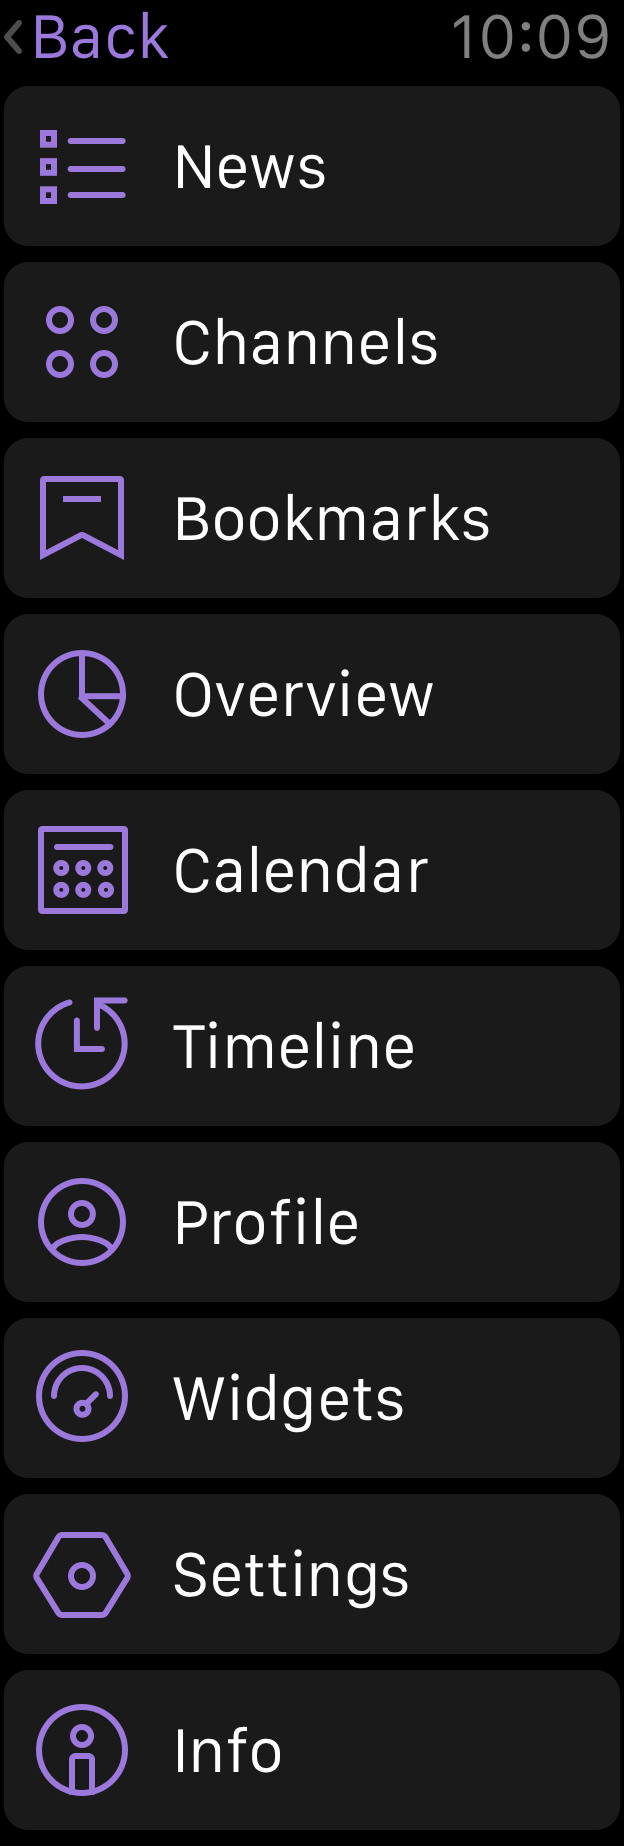 Back 10:09
News
Channels
Bookmarks
Overview
Calendar
Timeline
Profile
Widgets
Settings
Info